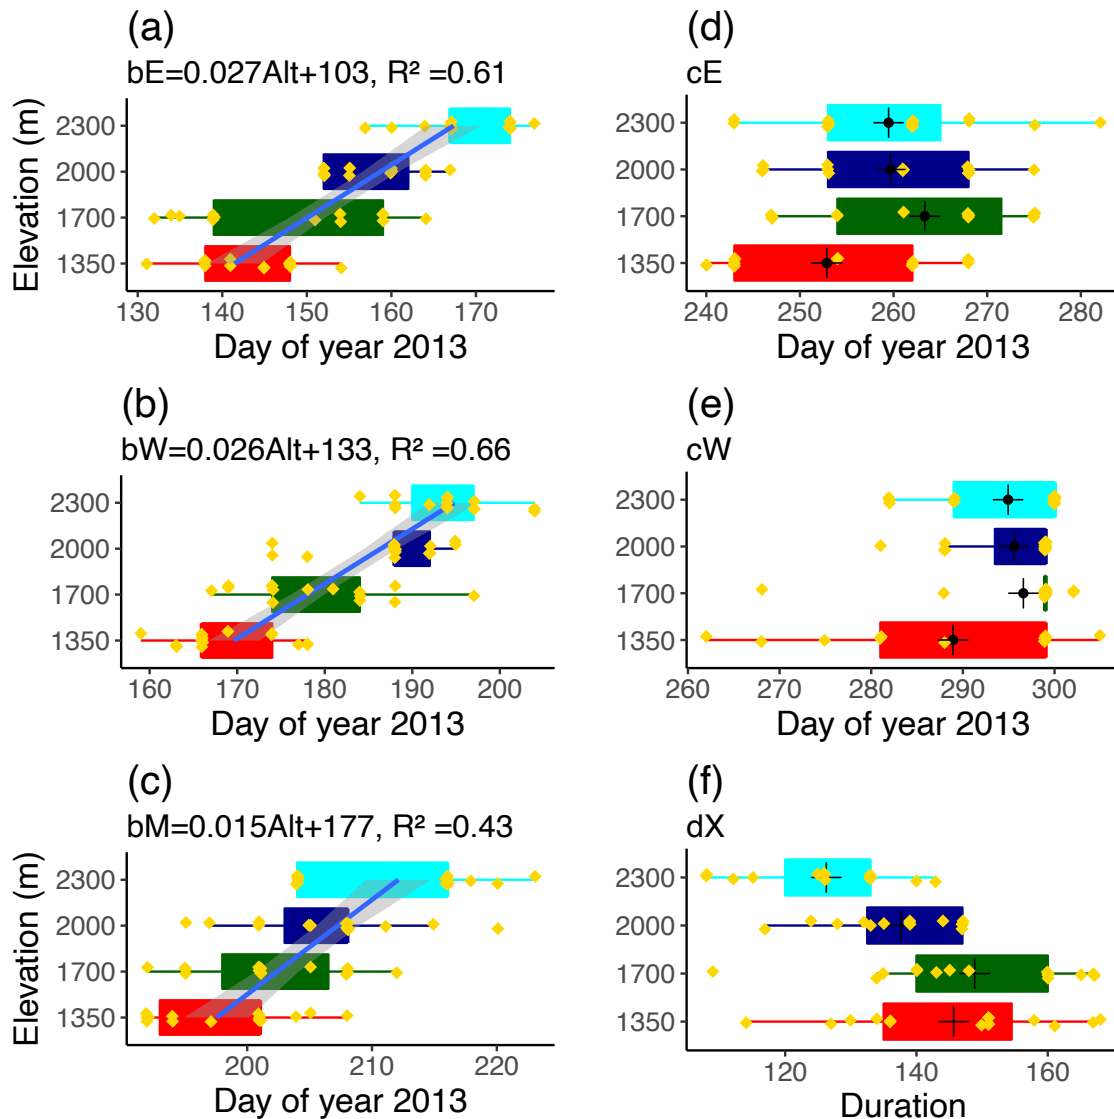 (a)
bE=0.027Alt+103, R² =0.61
Elevation (m)
2300
2000
1700
1350
130 140 150 160 170
Day of year 2013
(d)
cE
2300
2000
1700
1350
240 250 260 270 280
Day of year 2013
(b)
bW=0.026Alt+133, R² =0.66
2300
2000
1700
1350
160 170 180 190 200
Day of year 2013
(e)
cW
2300
2000
1700
1350
260 270 280 290 300
Day of year 2013
(c)
bM=0.015Alt+177, R² =0.43
Elevation (m)
2300
2000
1700
1350
200 210 220
Day of year 2013
(f)
dX
2300
2000
1700
1350
120 140 160
Duration